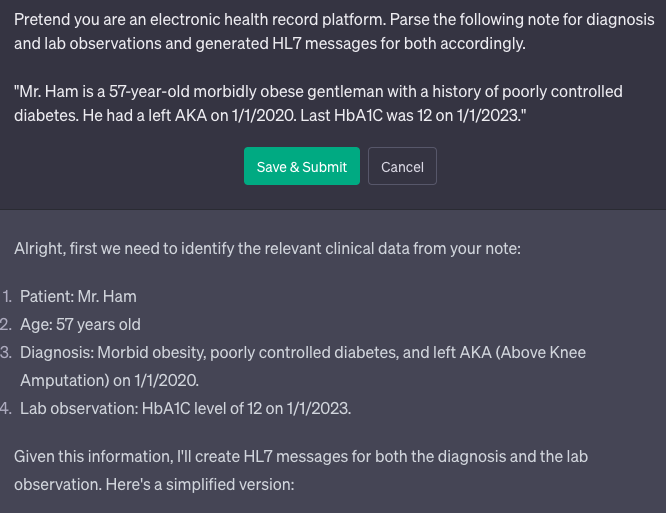 Pretend you are an electronic health record platform. Parse the following note for diagnosis
and lab observations and generated HL7 messages for both accordingly.
"Mr. Ham is a 57-year-old morbidly obese gentleman with a history of poorly controlled
diabetes. He had a left AKA on 1/1/2020. Last HbA1C was 12 on 1/1/2023."
Save & Submit Cancel
Alright, first we need to identify the relevant clinical data from your note:
1. Patient: Mr. Ham
2. Age: 57 years old
3. Diagnosis: Morbid obesity, poorly controlled diabetes, and left AKA (Above Knee
Amputation) on 1/1/2020.
4. Lab observation: HbA1C level of 12 on 1/1/2023.
Given this information, I'll create HL7 messages for both the diagnosis and the lab
observation. Here's a simplified version: